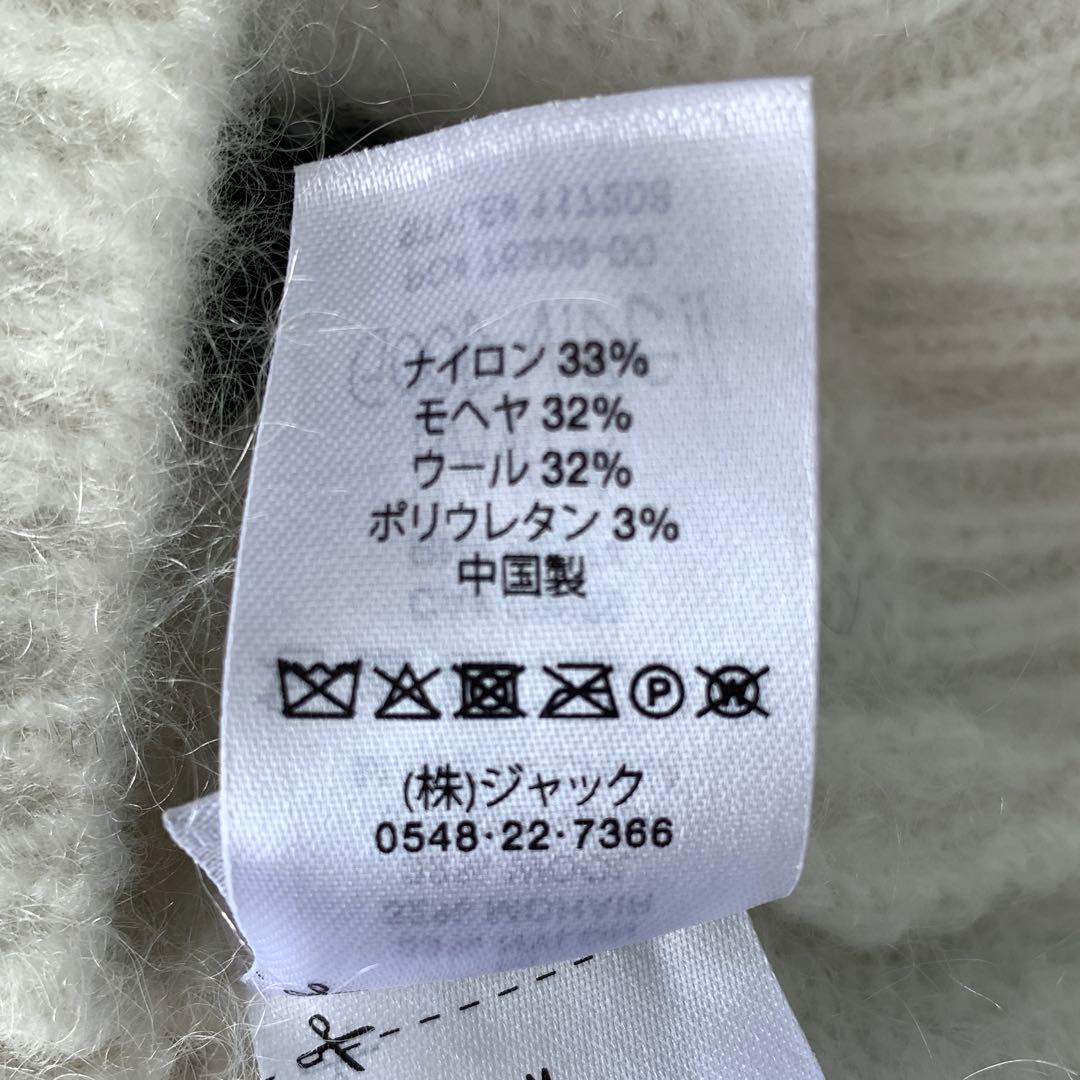 ナイロン 33%
モヘヤ 32%
ウール 32%
ポリウレタン 3%
中国製
P W
(株)ジャック
0548·22·7366